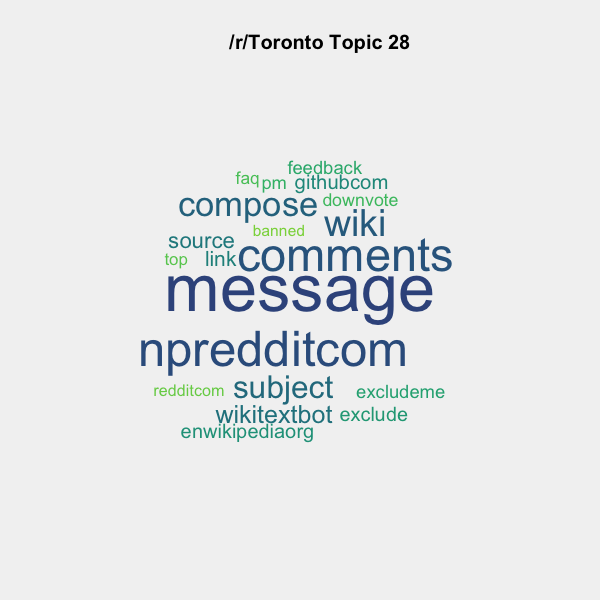 /r/Toronto Topic 28
feedback
faq pm githubcom
compose downvote
banned wiki
source
top link comments
message
npredditcom
redditcom subject excludeme
wikitextbot exclude
enwikipediaorg